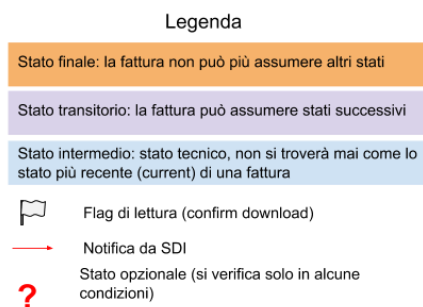 Legenda
Stato finale: la fattura non può più assumere altri stati
Stato transitorio: la fattura può assumere stati successivi
Stato intermedio: stato tecnico, non si troverà mai come lo
stato più recente (current) di una fattura
Flag di lettura (confirm download)
Notifica da SDI
Stato opzionale (si verifica solo in alcune
condizioni)
?